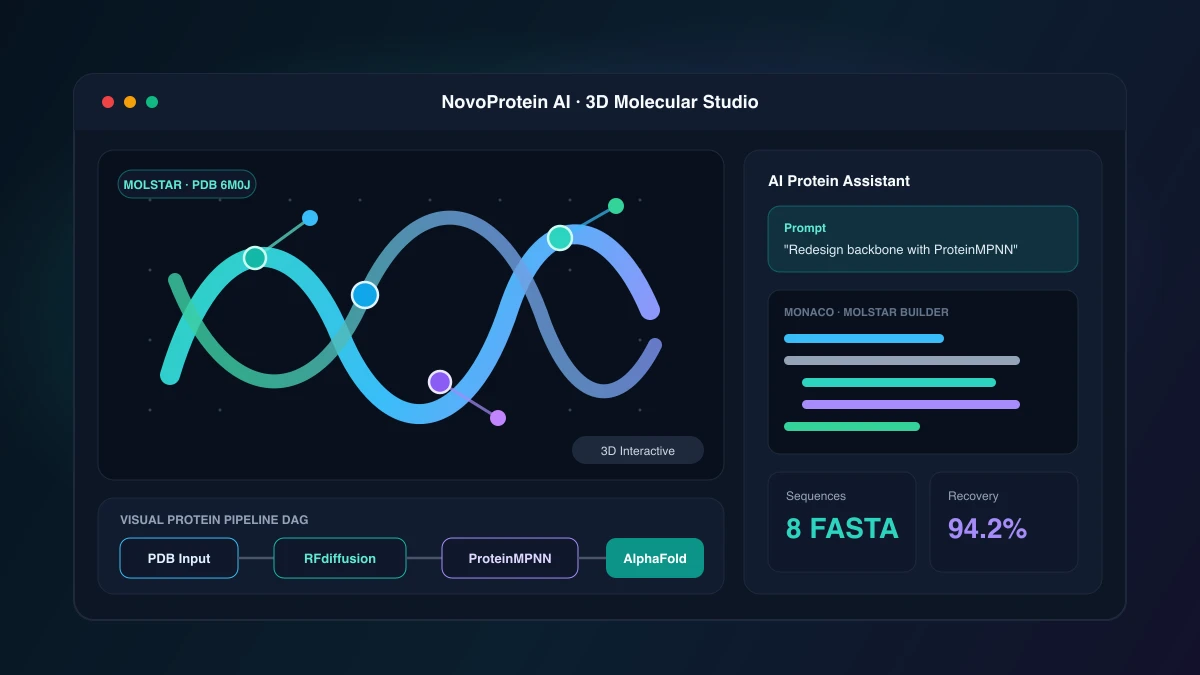 NovoProtein AI · 3D Molecular Studio
MOLSTAR · PDB 6M0J
3D Interactive
VISUAL PROTEIN PIPELINE DAG
PDB Input
RFdiffusion
ProteinMPNN
AlphaFold
AI Protein Assistant
Prompt
"Redesign backbone with ProteinMPNN"
MONACO · MOLSTAR BUILDER
Sequences
8 FASTA
Recovery
94.2%